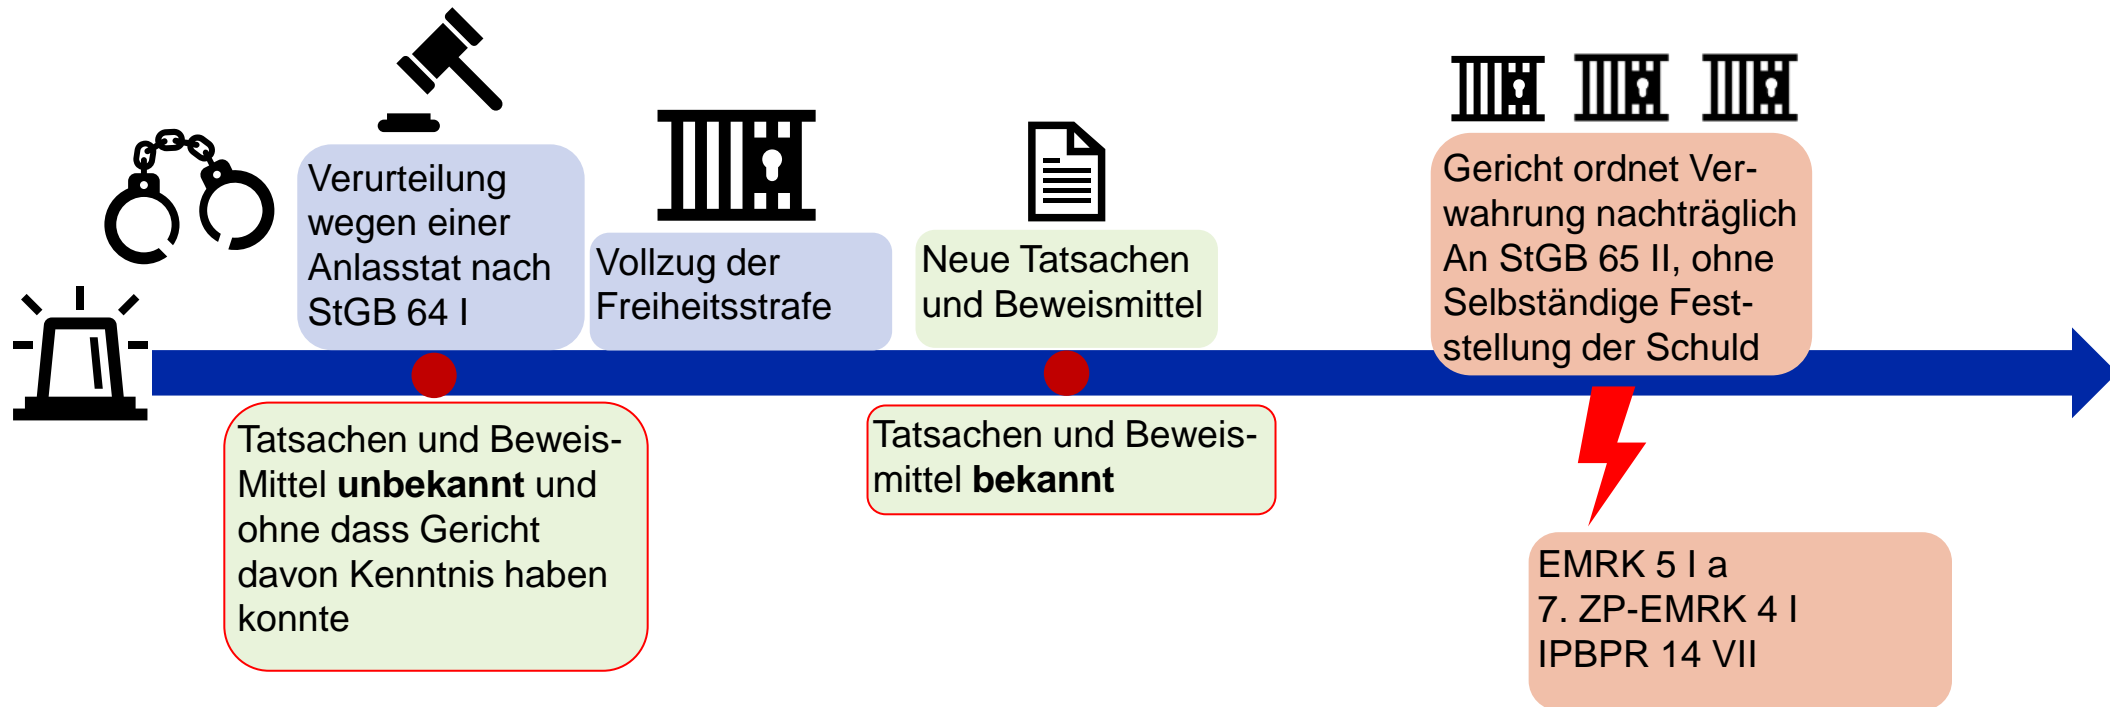 Verurteilung
wegen einer
Anlasstat nach
StGB 64 I
Vollzug der
Freiheitsstrafe
Neue Tatsachen
und Beweismittel
Gericht ordnet Ver-
wahrung nachträglich
An StGB 65 II, ohne
Selbständige Fest-
stellung der Schuld
Tatsachen und Beweis-
Mittel unbekannt und
ohne dass Gericht
davon Kenntnis haben
konnte
Tatsachen und Beweis-
mittel bekannt
EMRK 5 I a
7. ZP-EMRK 4 I
IPBPR 14 VII